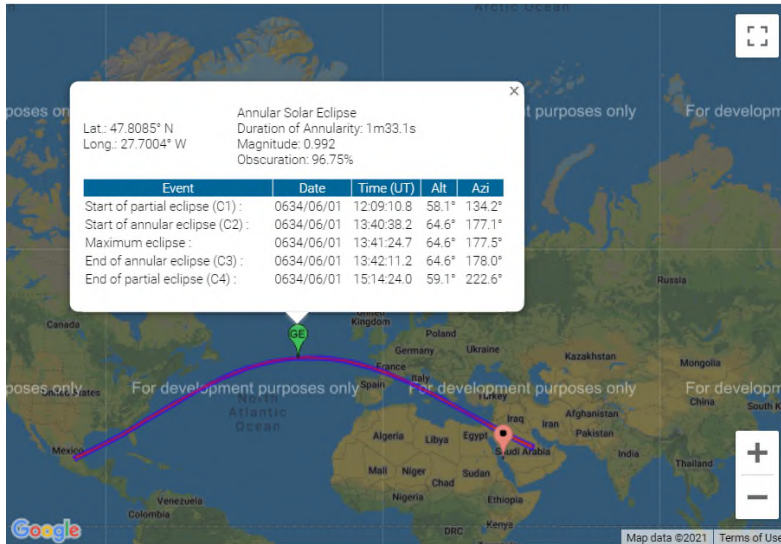 Arctic Ocean
poses on
t purposes only
For developm
×
Annular Solar Eclipse
Lat.: 47.8085° N
Duration of Annularity: 1m33.1s
Long.: 27.7004° W
Magnitude: 0.992
Obscuration: 96.75%
Event Date Time (UT) Alt Azi
Start of partial eclipse (C1) : 0634/06/01 12:09:10.8 58.1° 134.2°
Start of annular eclipse (C2) : 0634/06/01 13:40:38.2 64.6° 177.1°
Maximum eclipse : 0634/06/01 13:41:24.7 64.6° 177.5°
End of annular eclipse (C3) : 0634/06/01 13:42:11.2 64.6° 178.0°
End of partial eclipse (C4) : 0634/06/01 15:14:24.0 59.1° 222.6°
Russia
United
Kingdom
Canada
GE
Poland
Germany
Ukraine
Kazakhstan
Mongolia
France
Italy
Spain
Turkey
poses only
For development purposes only
For development purposes only
For developm
United States
North
Atlantic
Ocean
China
South K
Iraq
Iran
Afghanistan
Pakistan
Algeria
Libya
Egypt
Saudi Arabia
India
Thailand
Mexico
Mali
Niger
Chad
Sudan
Nigeria
Ethiopia
Venezuela
Colombia
DRC
Kenya
+
−
Google
Map data ©2021
Terms of Use